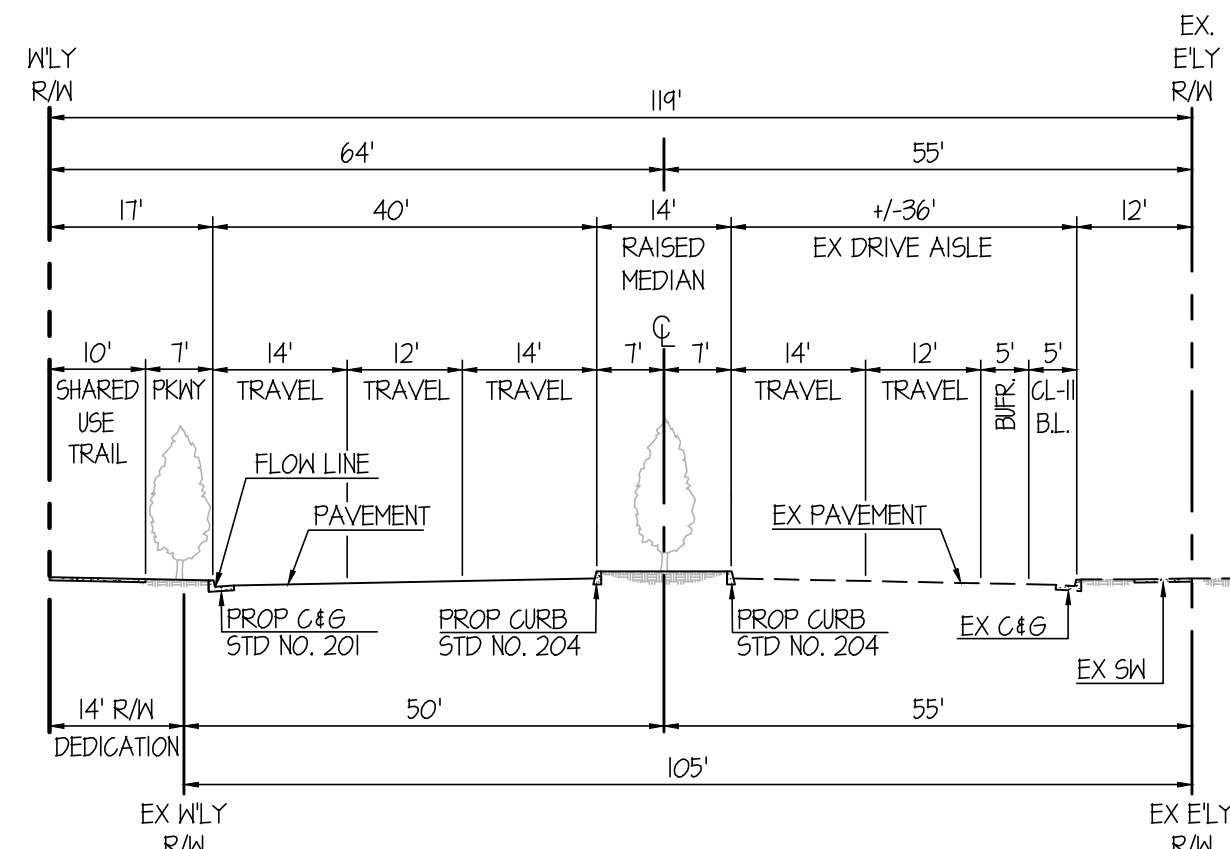 W'LY
R/W
EX.
E'LY
R/W
119'
64'
55'
17'
40'
14'
+/-36'
12'
RAISED
MEDIAN
EX DRIVE AISLE
℄
10'
7'
14'
12'
14'
7'
7'
14'
12'
5'
5'
SHARED
USE
TRAIL
PKWY
TRAVEL
TRAVEL
TRAVEL
TRAVEL
TRAVEL
BUFR.
CL-II
B.L.
FLOW LINE
PAVEMENT
EX PAVEMENT
PROP C&G
STD NO. 201
PROP CURB
STD NO. 204
PROP CURB
STD NO. 204
EX C&G
EX SW
14' R/W
DEDICATION
50'
55'
105'
EX W'LY
R/W
EX E'LY
R/W